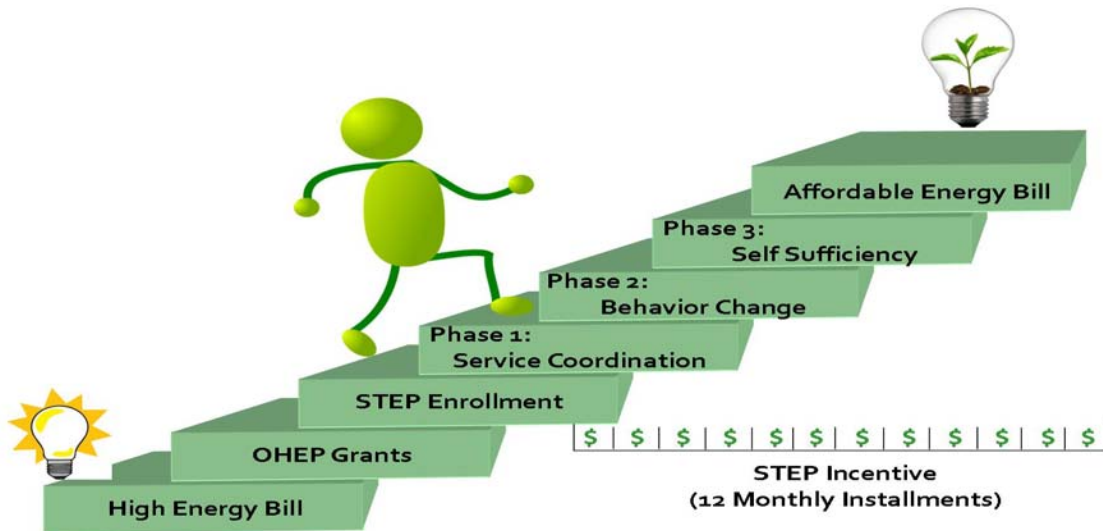 Affordable Energy Bill
Phase 3:
Self Sufficiency
Phase 2:
Behavior Change
Phase 1:
Service Coordination
STEP Enrollment
OHEP Grants
High Energy Bill
$ $ $ $ $ $ $ $ $ $ $ $
STEP Incentive
(12 Monthly Installments)